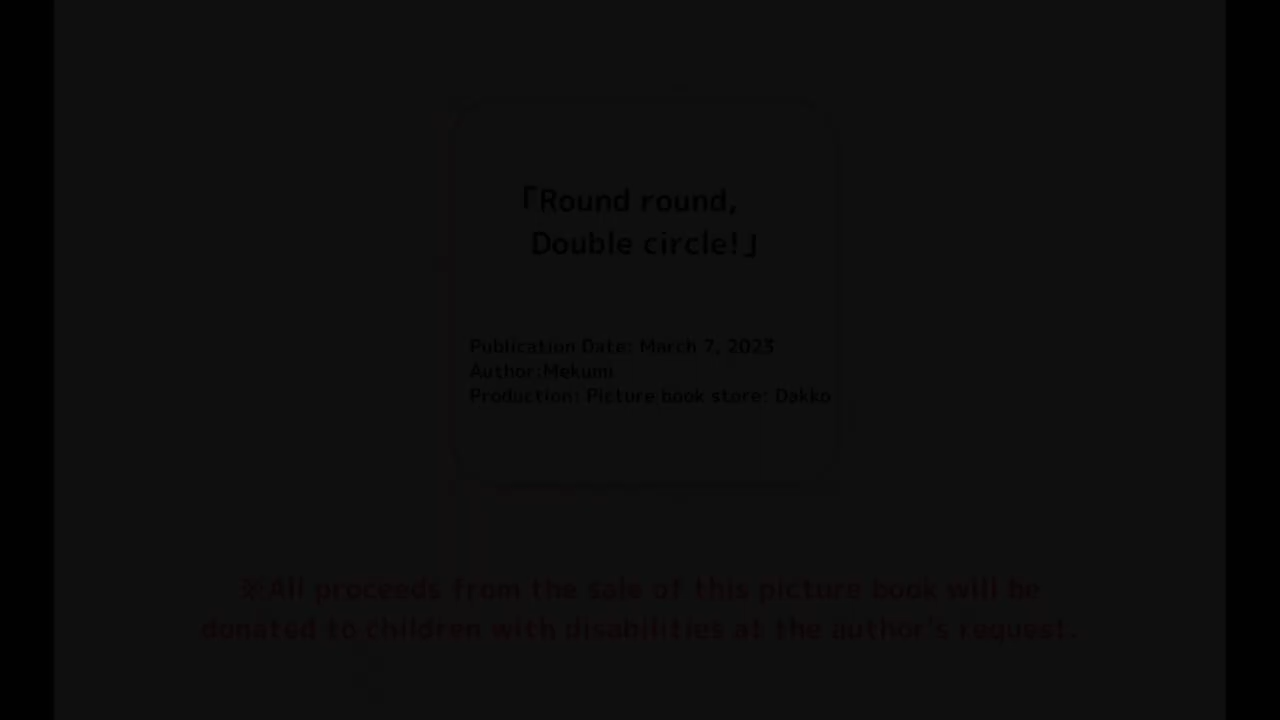 「Round round,
Double circle!」
Publication Date: March 7, 2023
Author:Mekumi
Production: Picture book store: Dakko
※All proceeds from the sale of this picture book will be
donated to children with disabilities at the author's request.